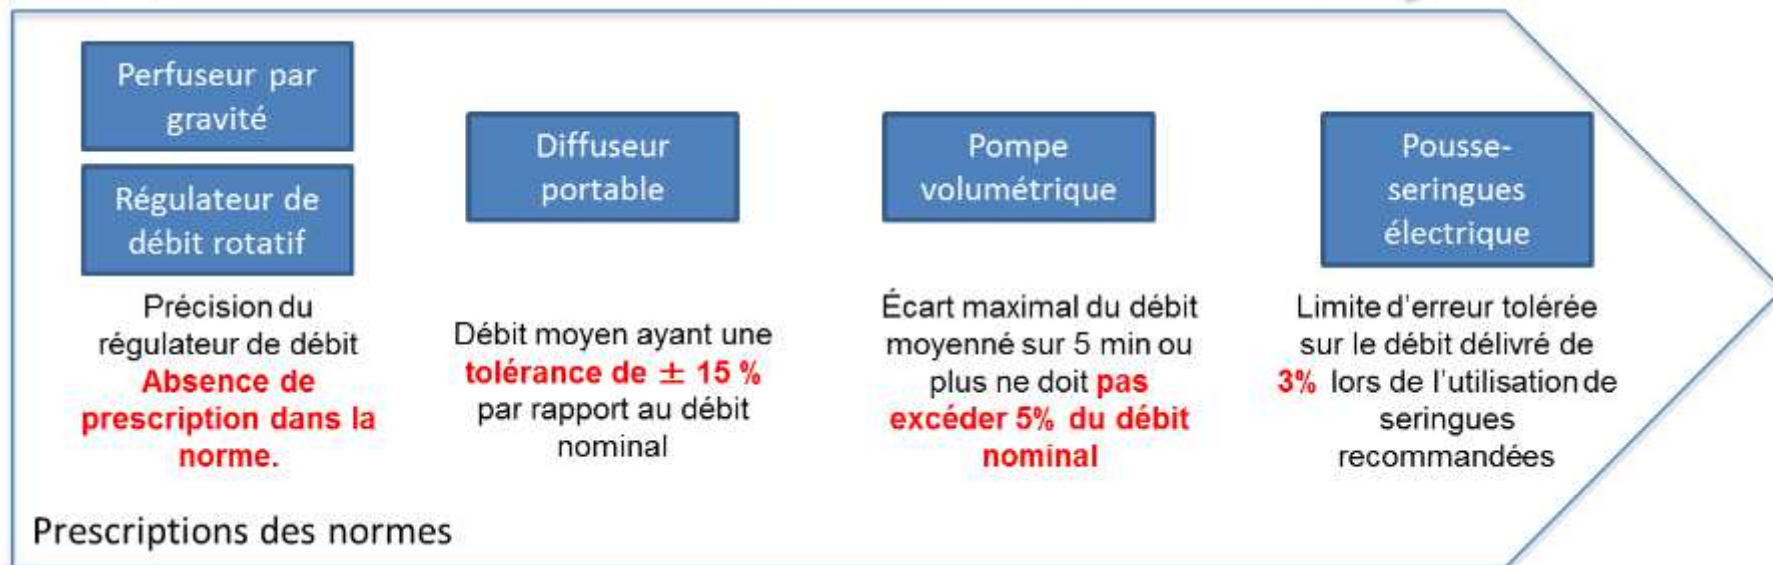 Perfuseur par
gravité
Régulateur de
débit rotatif
Précision du
régulateur de débit
Absence de
prescription dans la
norme.
Diffuseur
portable
Débit moyen ayant une
tolérance de ± 15 %
par rapport au débit
nominal
Pompe
volumétrique
Écart maximal du débit
moyenné sur 5 min ou
plus ne doit pas
excéder 5% du débit
nominal
Pousse-
seringues
électrique
Limite d'erreur tolérée
sur le débit délivré de
3% lors de l'utilisation de
seringues
recommandées
Prescriptions des normes